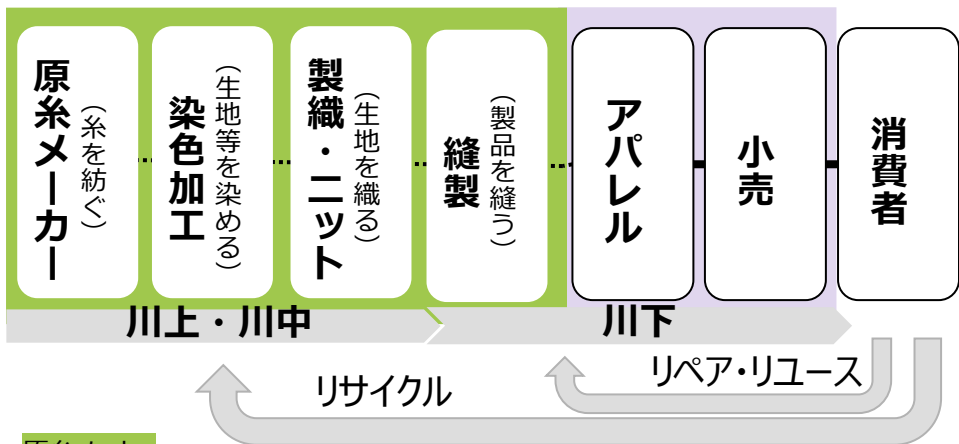 原糸メーカー
（糸を紡ぐ）
染色加工
（生地等を染める）
製織・ニット
（生地を織る）
縫製
（製品を縫う）
アパレル
小売
消費者
川上・川中
川下
リサイクル
リペア・リユース